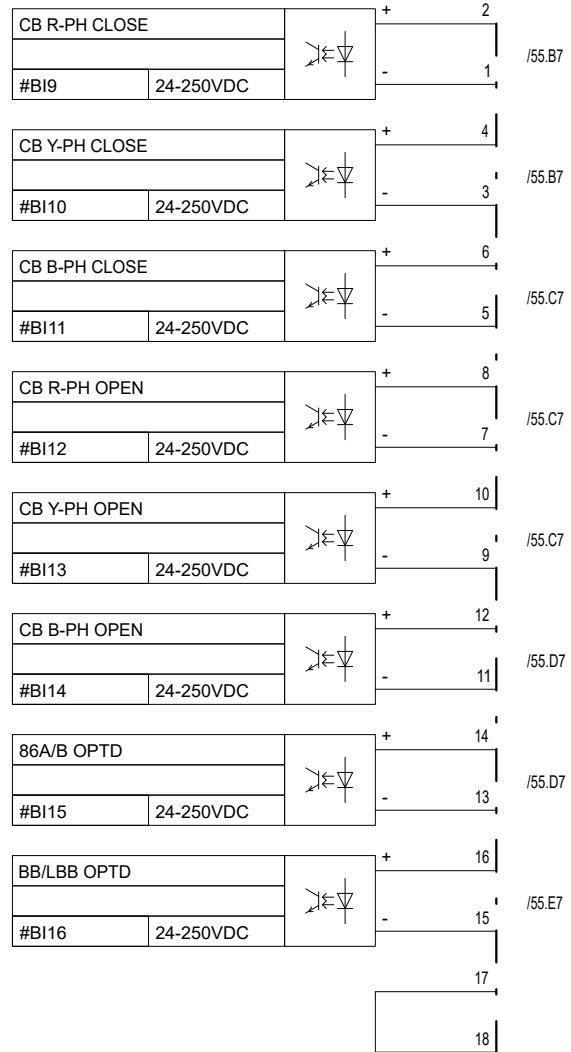 CB R-PH CLOSE + 2
/55.B7
#BI9 24-250VDC - 1
CB Y-PH CLOSE + 4
/55.B7
#BI10 24-250VDC - 3
CB B-PH CLOSE + 6
/55.C7
#BI11 24-250VDC - 5
CB R-PH OPEN + 8
/55.C7
#BI12 24-250VDC - 7
CB Y-PH OPEN + 10
/55.C7
#BI13 24-250VDC - 9
CB B-PH OPEN + 12
/55.D7
#BI14 24-250VDC - 11
86A/B OPTD + 14
/55.D7
#BI15 24-250VDC - 13
BB/LBB OPTD + 16
/55.E7
#BI16 24-250VDC - 15
17
18